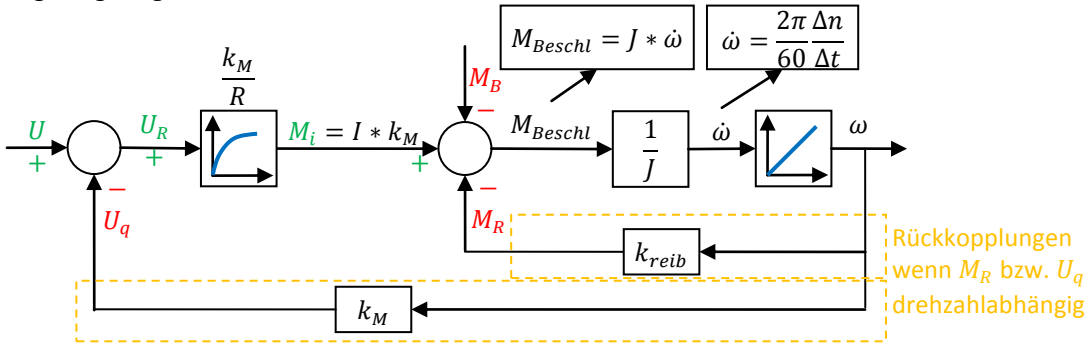 M_Beschl = J * ω̇
ω̇ = 2π/60 Δn/Δt
k_M/R
M_B
−
U
+
U_R
+
M_i = I * k_M
+
M_Beschl
1/J
ω̇
ω
−
U_q
−
M_R
k_reib
k_M
Rückkopplungen
wenn M_R bzw. U_q
drehzahlabhängig